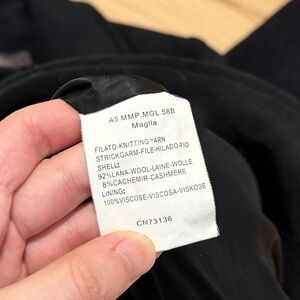 A5 MMP.MGL.58B
Maglia
FILATO-KNITTING YARN
STRICKGARM-FILE-HILADO-FIO
SHELL:
92%LANA-WOOL-LAINE-WOLLE
8%CACHEMIR-CASHMERE
LINING:
100%VISCOSE-VISCOSA-VISKOSE
CN73136